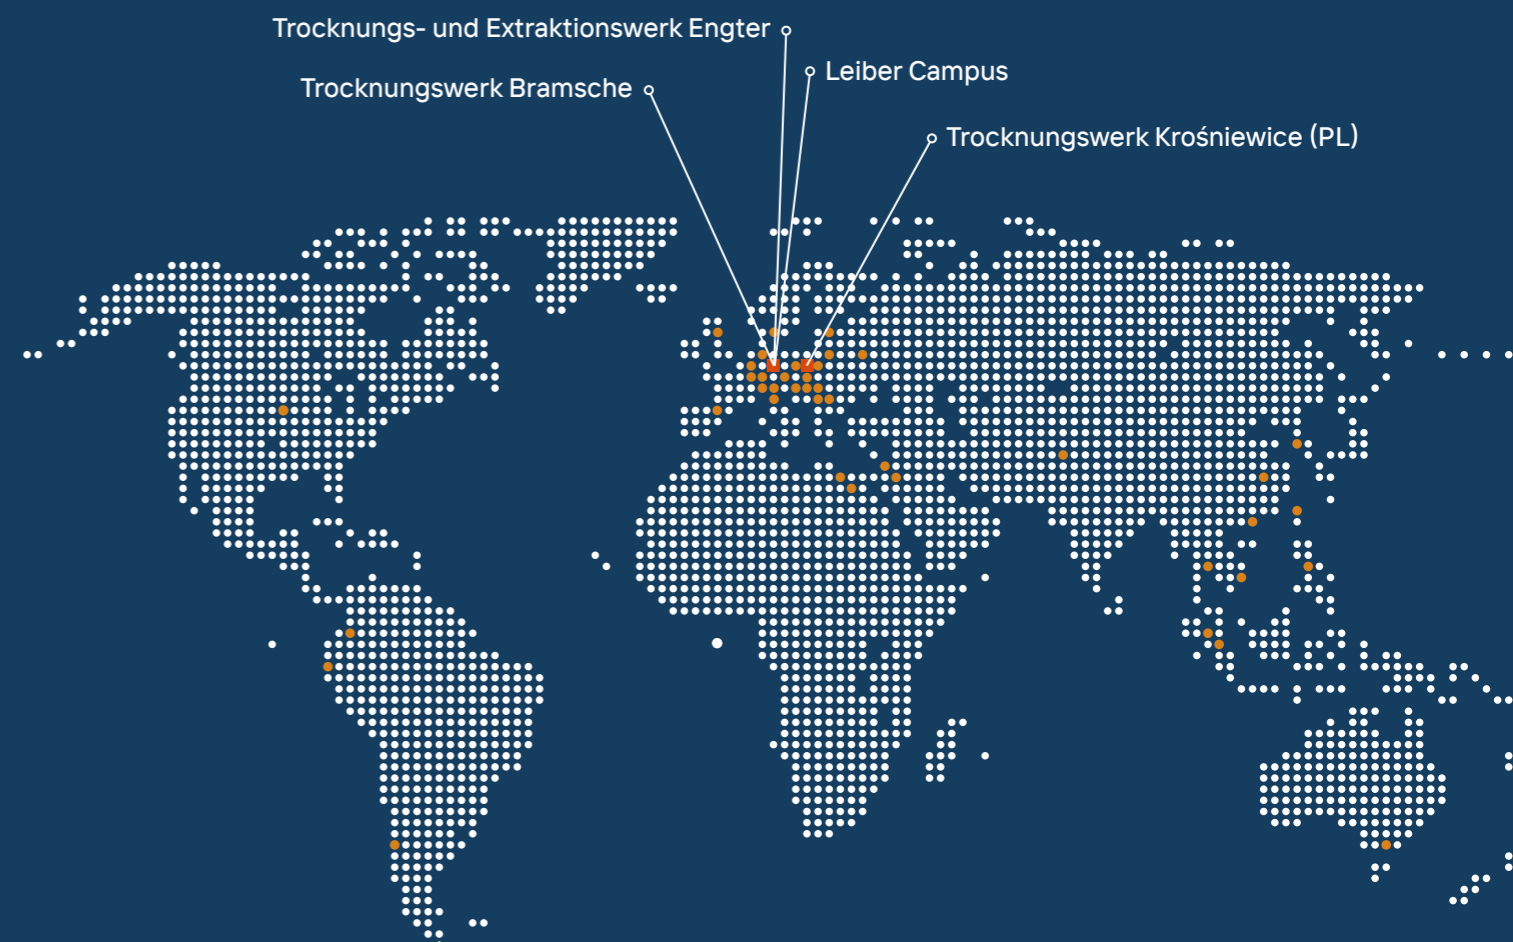 Trocknungs- und Extraktionswerk Engter
Leiber Campus
Trocknungswerk Bramsche
Trocknungswerk Krośniewice (PL)